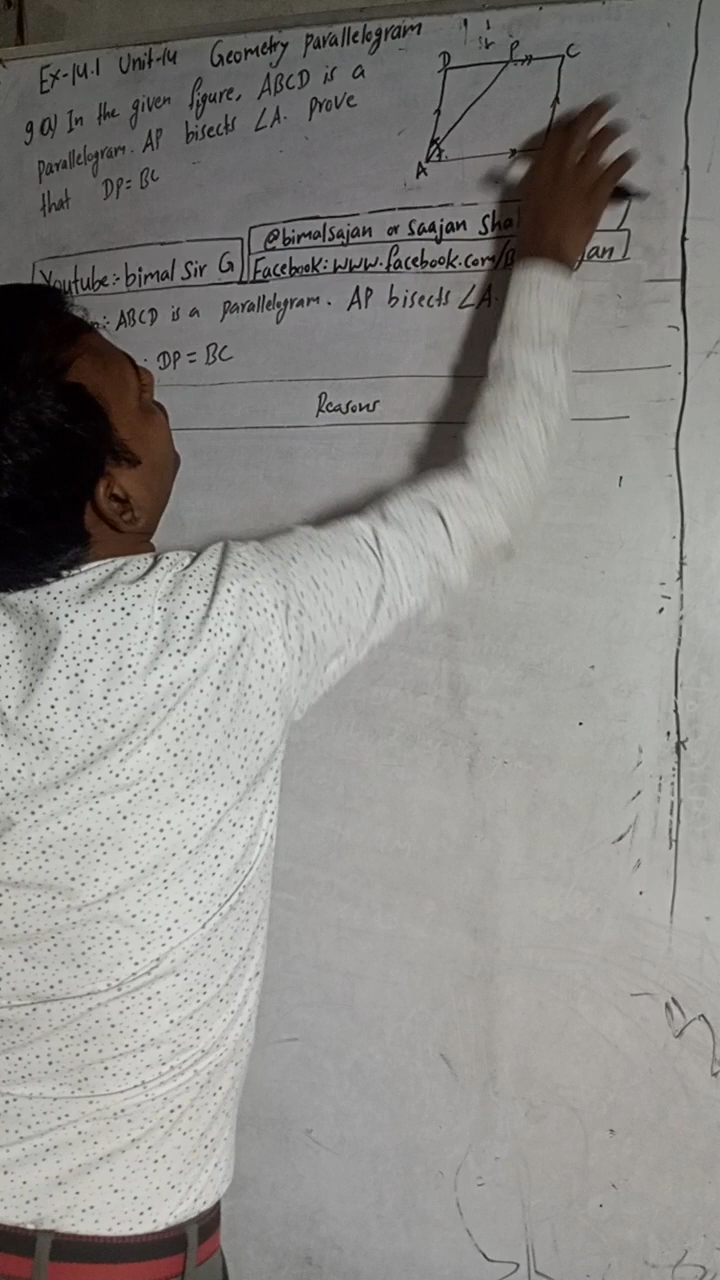 Ex-14.1 Unit-14 Geometry Parallelogram
9 a) In the given figure, ABCD is a
Parallelogram. AP bisects ∠A. Prove
that DP = BC
D P C
A
@bimalsajan or Saajan
Youtube:- bimal Sir G
Facebook: www.facebook.com/
: ABCD is a parallelogram. AP bisects ∠A.
: DP = BC
Reasons